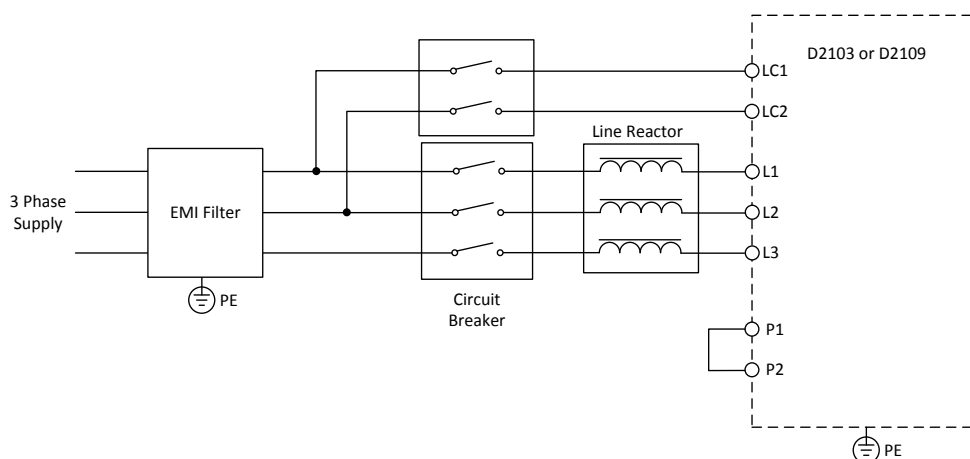 D2103 or D2109
LC1
LC2
Line Reactor
L1
3 Phase
Supply
EMI Filter
L2
L3
PE
Circuit
Breaker
P1
P2
PE